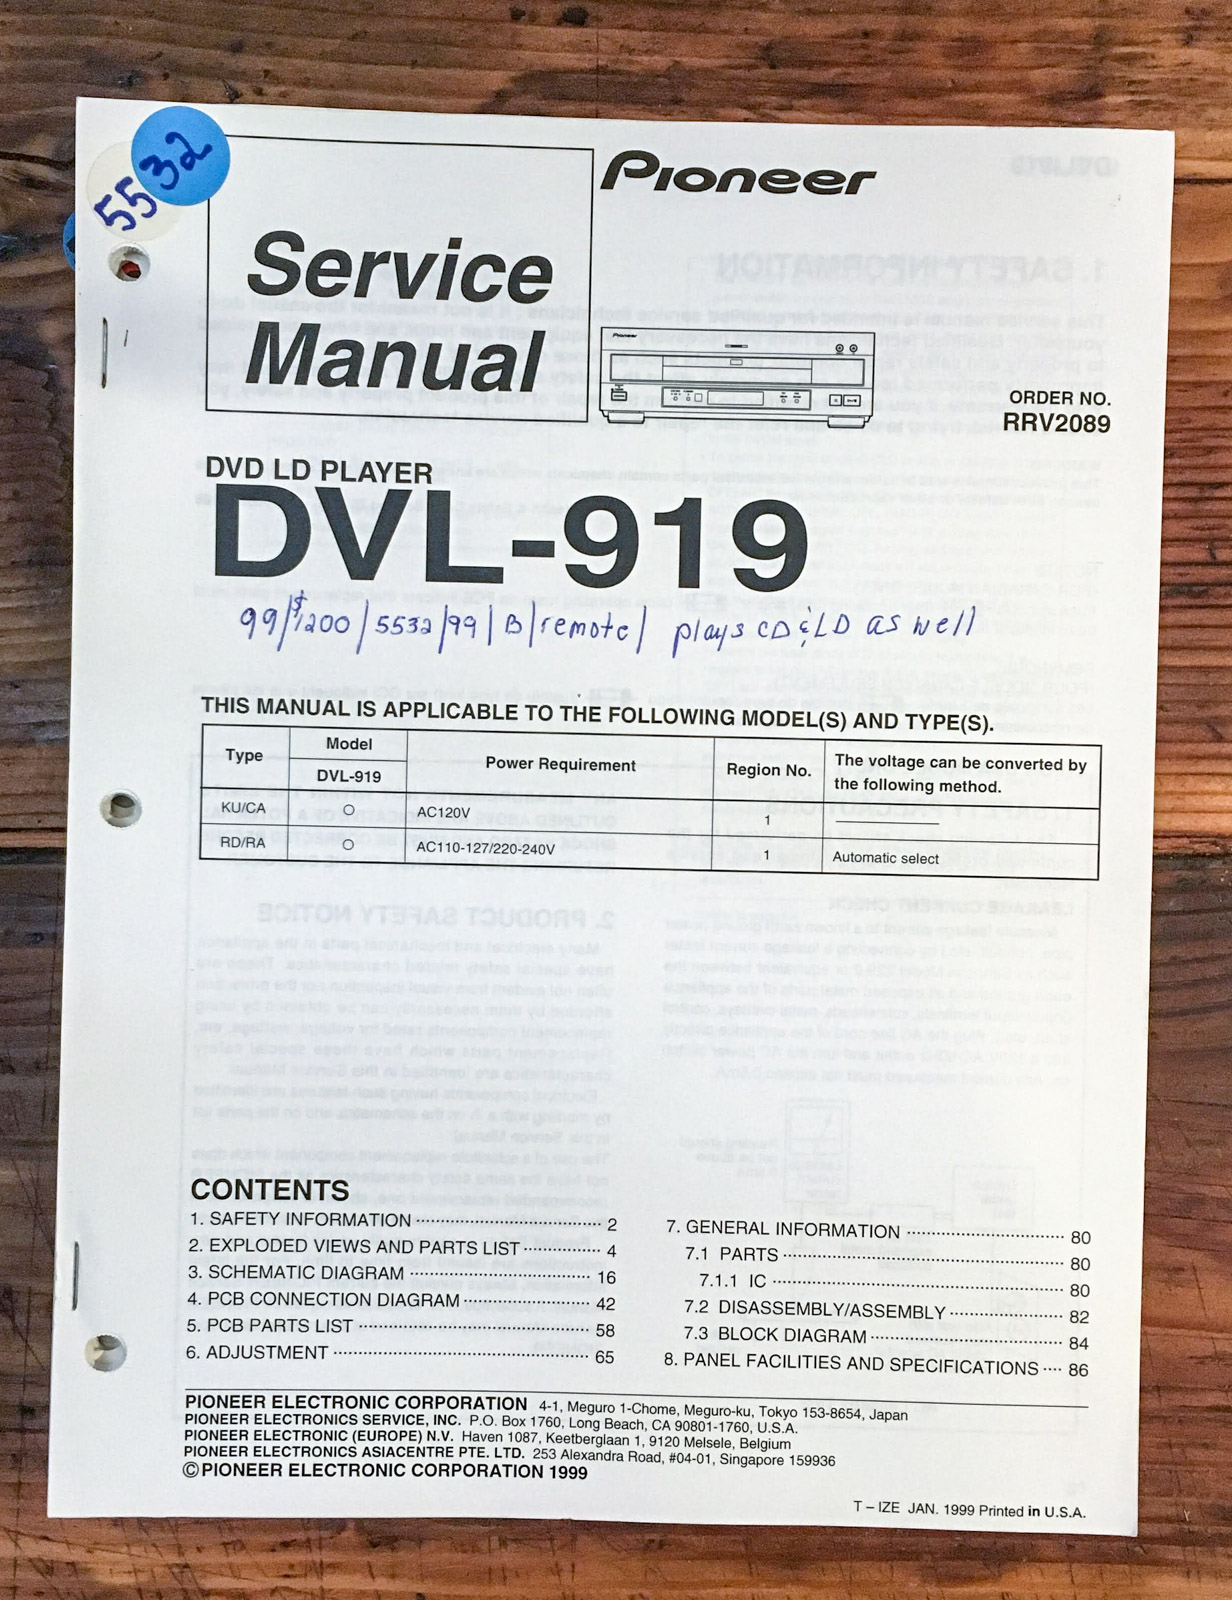 5532
Service
Manual
Pioneer
Pioneer
ORDER NO.
RRV2089
DVD LD PLAYER
DVL-919
99/$1200/5532/99/B/remote/ plays CD & LD as well
THIS MANUAL IS APPLICABLE TO THE FOLLOWING MODEL(S) AND TYPE(S).
Type Model Power Requirement Region No. The voltage can be converted by the following method.
DVL-919
KU/CA ○ AC120V 1
RD/RA ○ AC110-127/220-240V 1 Automatic select
CONTENTS
1. SAFETY INFORMATION 2
2. EXPLODED VIEWS AND PARTS LIST 4
3. SCHEMATIC DIAGRAM 16
4. PCB CONNECTION DIAGRAM 42
5. PCB PARTS LIST 58
6. ADJUSTMENT 65
7. GENERAL INFORMATION 80
7.1 PARTS 80
7.1.1 IC 80
7.2 DISASSEMBLY/ASSEMBLY 82
7.3 BLOCK DIAGRAM 84
8. PANEL FACILITIES AND SPECIFICATIONS 86
PIONEER ELECTRONIC CORPORATION 4-1, Meguro 1-Chome, Meguro-ku, Tokyo 153-8654, Japan
PIONEER ELECTRONICS SERVICE, INC. P.O. Box 1760, Long Beach, CA 90801-1760, U.S.A.
PIONEER ELECTRONIC (EUROPE) N.V. Haven 1087, Keetberglaan 1, 9120 Melsele, Belgium
PIONEER ELECTRONICS ASIACENTRE PTE. LTD. 253 Alexandra Road, #04-01, Singapore 159936
©PIONEER ELECTRONIC CORPORATION 1999
T – IZE JAN. 1999 Printed in U.S.A.